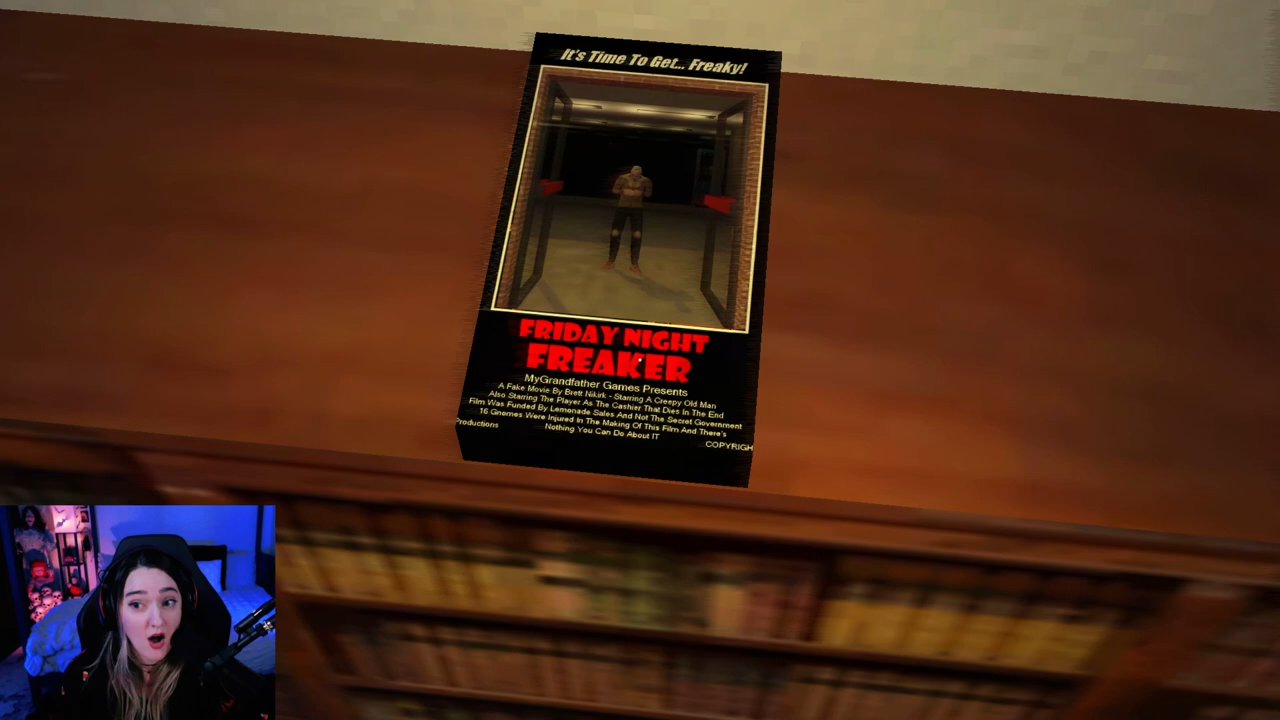 It's Time To Get... Freaky!
FRIDAY NIGHT
FREAKER
MyGrandfather Games Presents
A Fake Movie By Brett Nikirk - Starring A Creepy Old Man
Also Starring The Player As The Cashier That Dies In The End
Film Was Funded By Lemonade Sales And Not The Secret Government
16 Gnomes Were Injured In The Making Of This Film And There's
Nothing You Can Do About IT
Productions
COPYRIGH